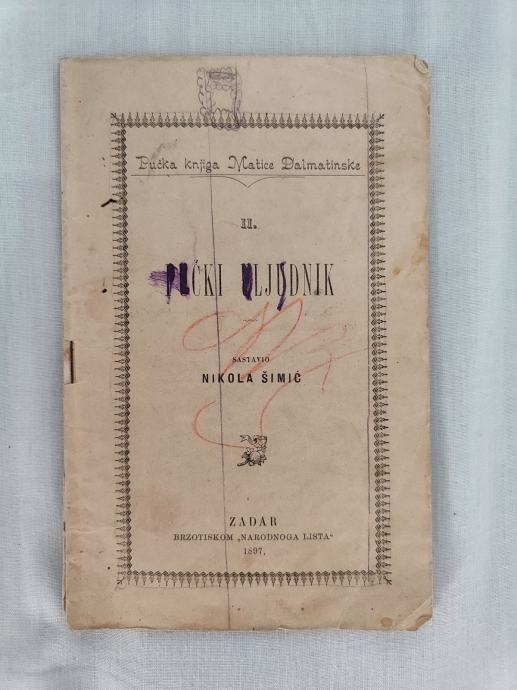 Pučka knjiga Matice Dalmatinske
II.
PUČKI ULJUDNIK
SASTAVIO
NIKOLA ŠIMIĆ
ZADAR
BRZOTISKOM „NARODNOGA LISTA“
1897,